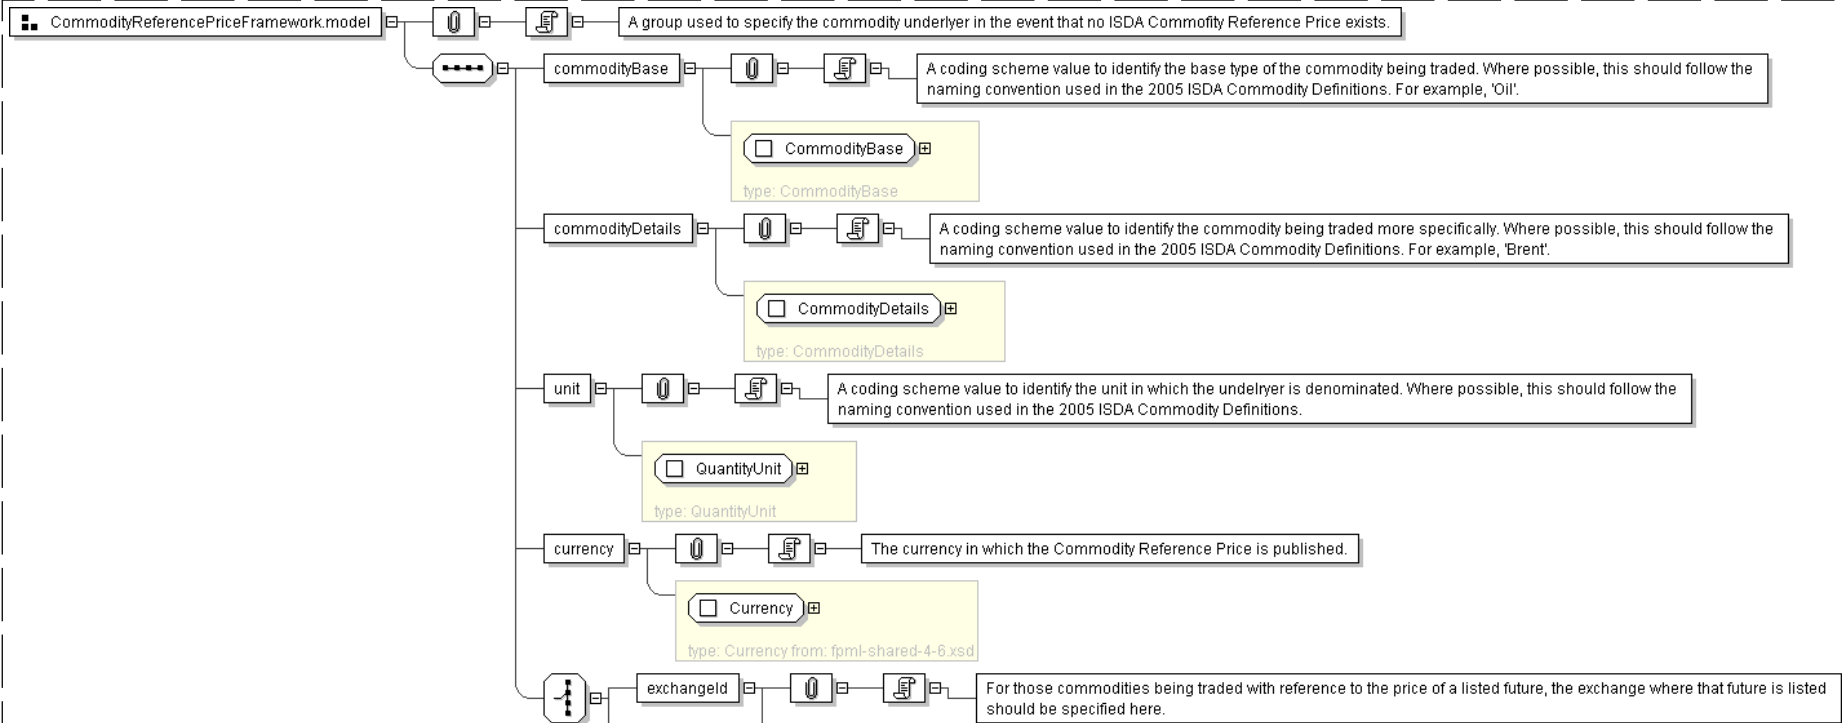 CommodityReferencePriceFramework.model
A group used to specify the commodity underlyer in the event that no ISDA Commofity Reference Price exists.
commodityBase
A coding scheme value to identify the base type of the commodity being traded. Where possible, this should follow the
naming convention used in the 2005 ISDA Commodity Definitions. For example, 'Oil'.
CommodityBase
type: CommodityBase
commodityDetails
A coding scheme value to identify the commodity being traded more specifically. Where possible, this should follow the
naming convention used in the 2005 ISDA Commodity Definitions. For example, 'Brent'.
CommodityDetails
type: CommodityDetails
unit
A coding scheme value to identify the unit in which the undelryer is denominated. Where possible, this should follow the
naming convention used in the 2005 ISDA Commodity Definitions.
QuantityUnit
type: QuantityUnit
currency
The currency in which the Commodity Reference Price is published.
Currency
type: Currency from: fpml-shared-4-6.xsd
exchangeId
For those commodities being traded with reference to the price of a listed future, the exchange where that future is listed
should be specified here.